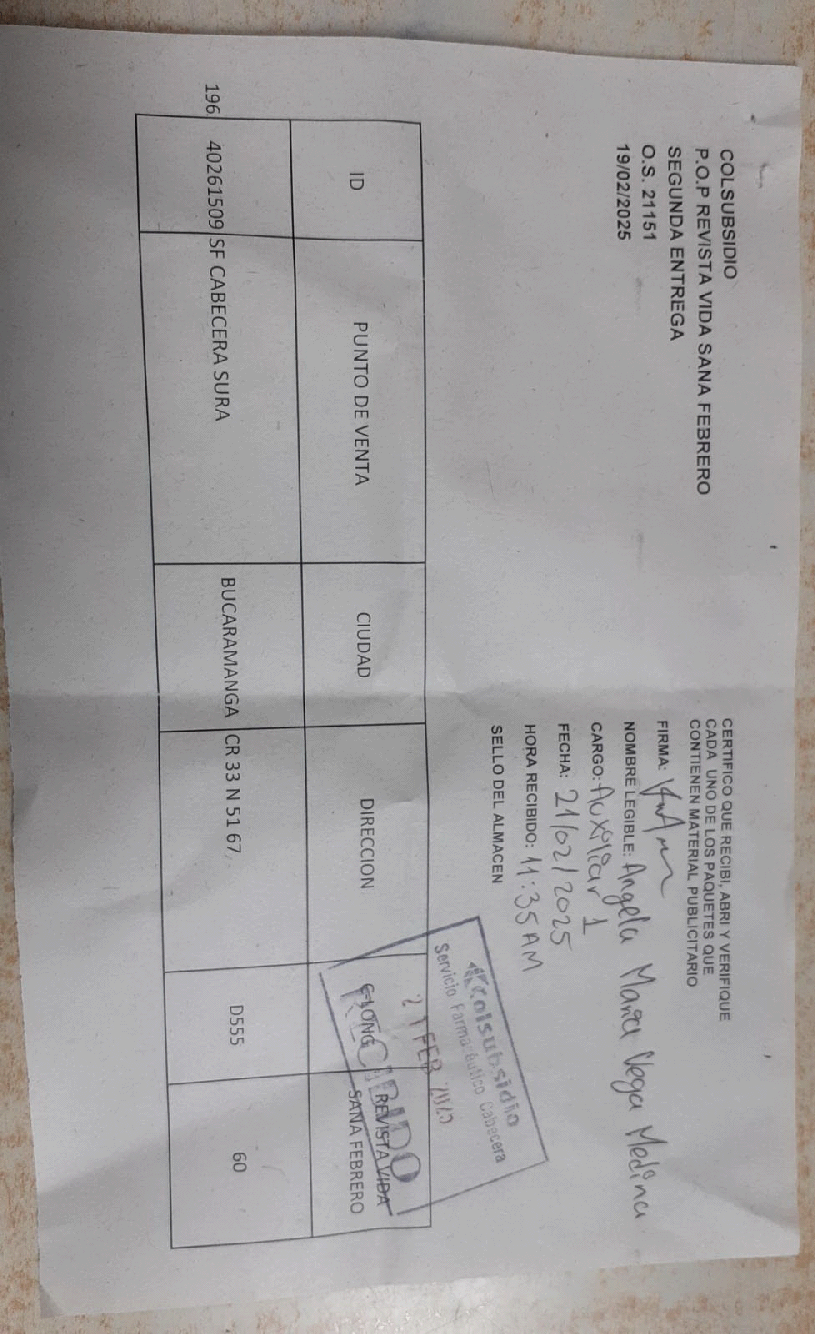 COLSUBSIDIO
P.O.P REVISTA VIDA SANA FEBRERO
SEGUNDA ENTREGA
O.S. 21151
19/02/2025
CERTIFICO QUE RECIBI, ABRI Y VERIFIQUE
CADA UNO DE LOS PAQUETES QUE
CONTIENEN MATERIAL PUBLICITARIO
FIRMA:
NOMBRE LEGIBLE: Angela Maria Vega Medina
CARGO: Auxiliar 1
FECHA: 21/02/2025
HORA RECIBIDO: 11:35 AM
SELLO DEL ALMACEN
Colsubsidio
Servicio Farmaceutico Cabecera
21 FEB
RECIBIDO
ID PUNTO DE VENTA CIUDAD DIRECCION REVISTA VIDA
SANA FEBRERO
196 40261509 SF CABECERA SURA BUCARAMANGA CR 33 N 51 67 D555 60